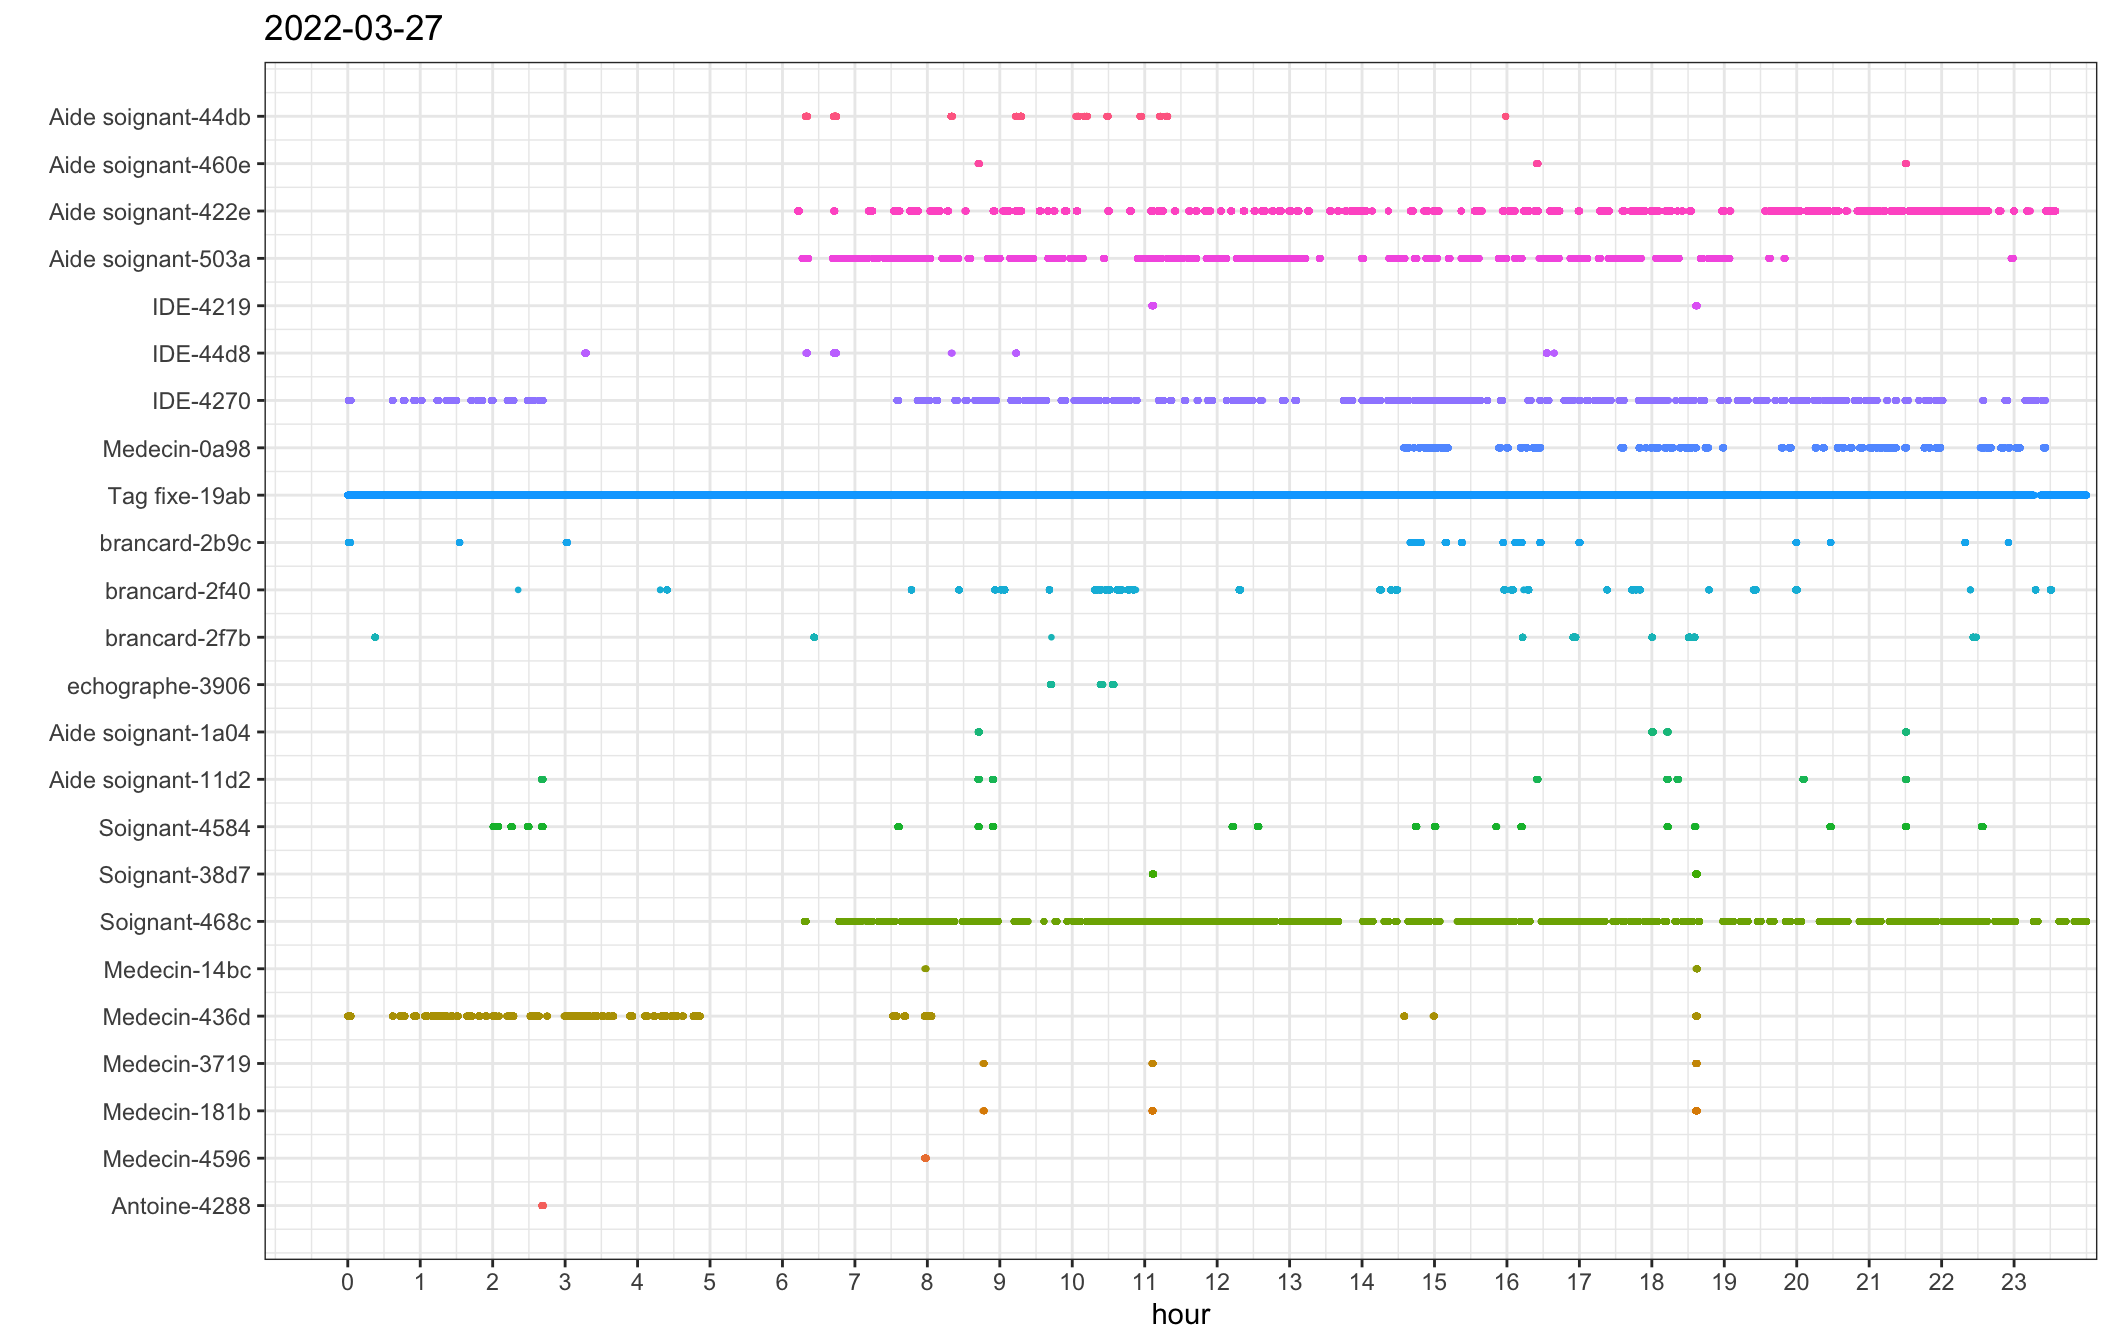 2022-03-27
Aide soignant-44db
Aide soignant-460e
Aide soignant-422e
Aide soignant-503a
IDE-4219
IDE-44d8
IDE-4270
Medecin-0a98
Tag fixe-19ab
brancard-2b9c
brancard-2f40
brancard-2f7b
echographe-3906
Aide soignant-1a04
Aide soignant-11d2
Soignant-4584
Soignant-38d7
Soignant-468c
Medecin-14bc
Medecin-436d
Medecin-3719
Medecin-181b
Medecin-4596
Antoine-4288
0 1 2 3 4 5 6 7 8 9 10 11 12 13 14 15 16 17 18 19 20 21 22 23
hour